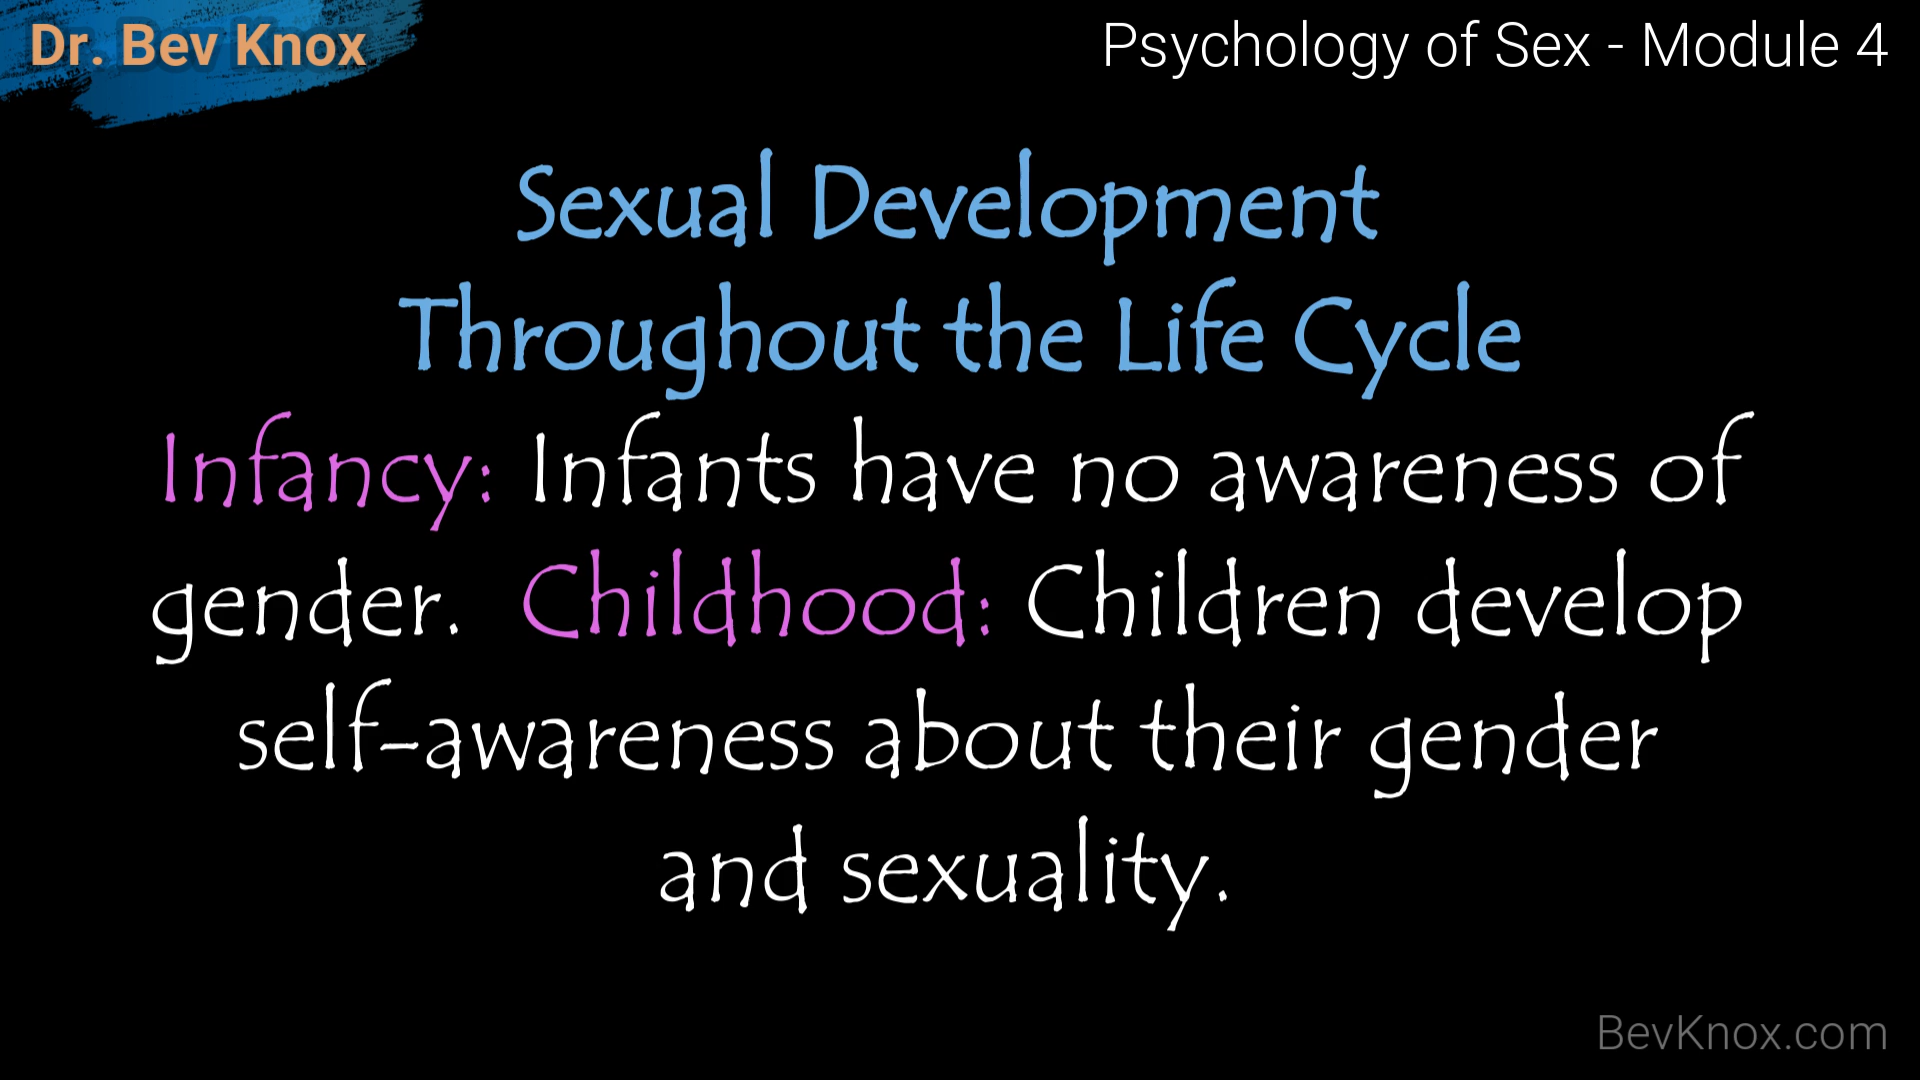 Dr. Bev Knox
Psychology of Sex - Module 4
Sexual Development
Throughout the Life Cycle
Infancy: Infants have no awareness of
gender. Childhood: Children develop
self-awareness about their gender
and sexuality.
BevKnox.com